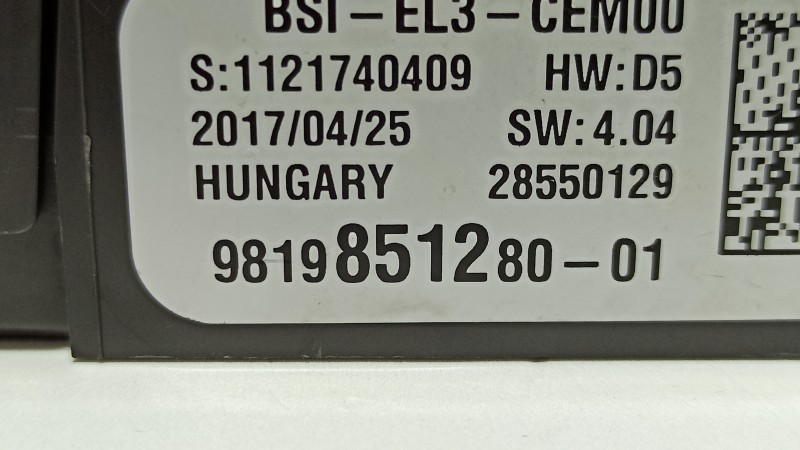 BSI-EL3-CEM00
S:1121740409 HW:D5
2017/04/25 SW:4.04
HUNGARY 28550129
9819851280-01